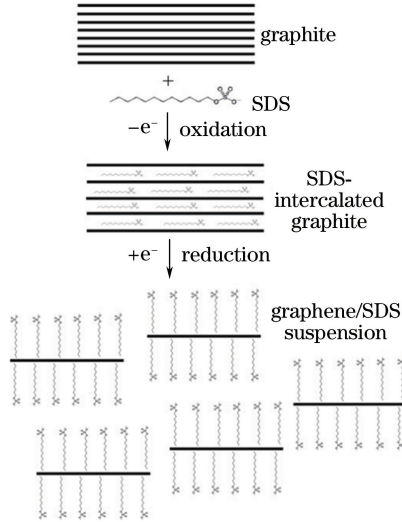 graphite
+
SDS
−e⁻ oxidation
SDS-
intercalated
graphite
+e⁻ reduction
graphene/SDS
suspension